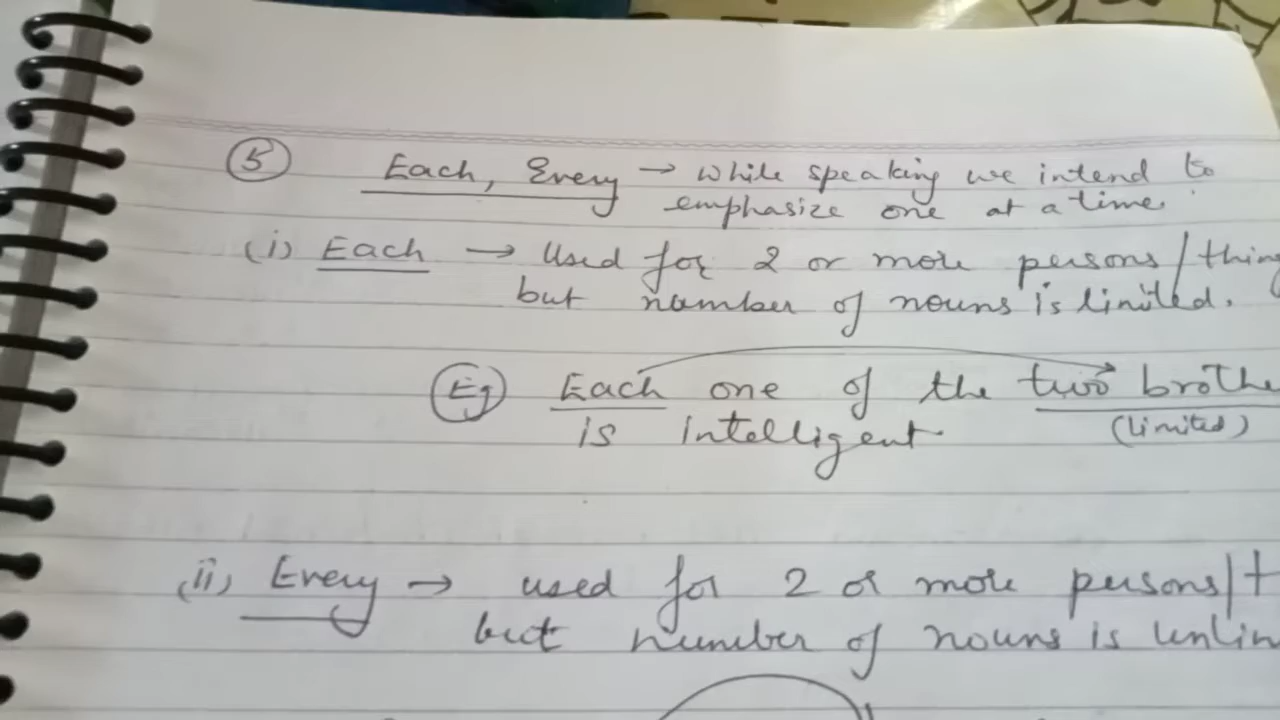 5 Each, Every → While speaking we intend to
emphasize one at a time.
(i) Each → Used for 2 or more persons/thing
but number of nouns is limited.
Eg Each one of the two brothe
is intelligent (limited)
(ii) Every → used for 2 or more persons/t
but number of nouns is unlim